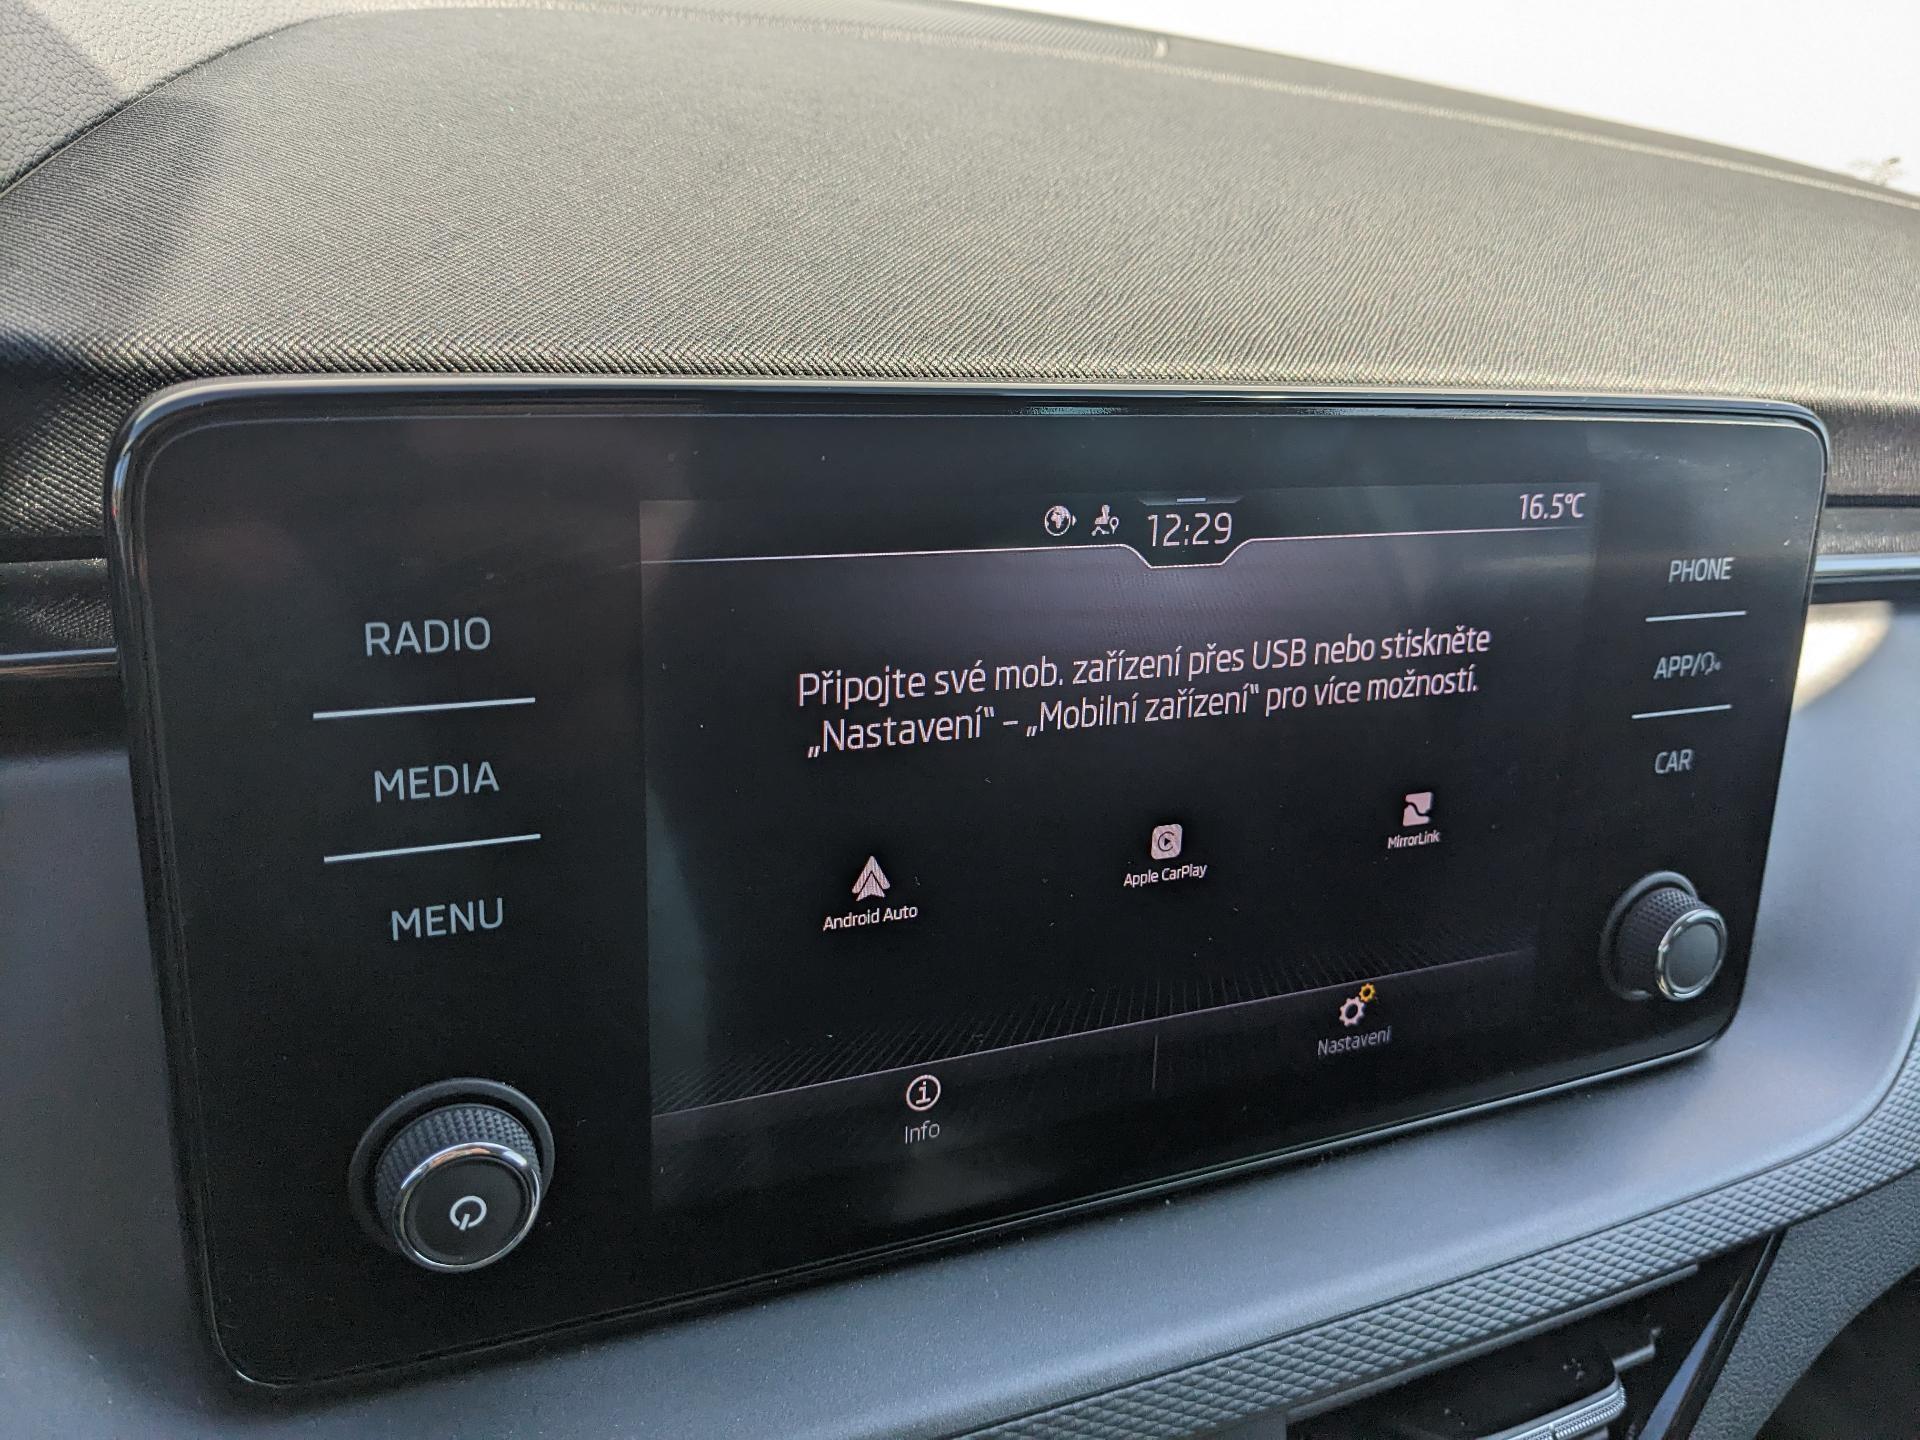 12:29
16.5°C
RADIO
MEDIA
MENU
Připojte své mob. zařízení přes USB nebo stiskněte
„Nastavení“ – „Mobilní zařízení“ pro více možností.
Android Auto
Apple CarPlay
MirrorLink
Info
Nastavení
PHONE
APP/
CAR